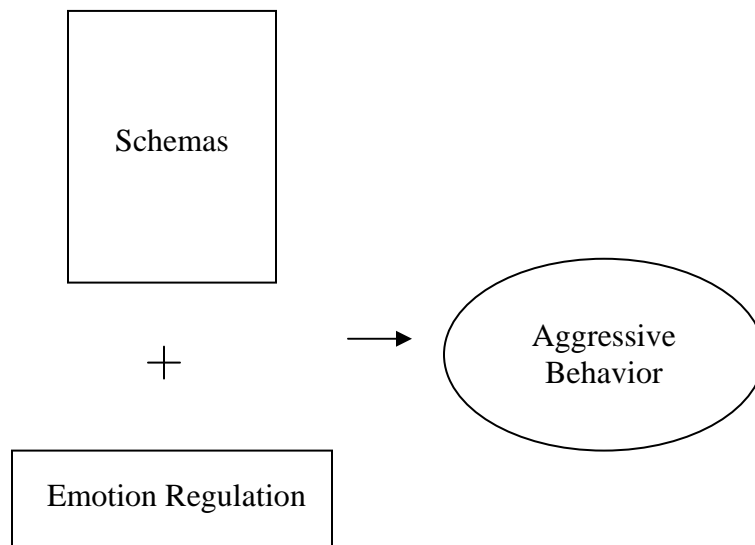 Schemas
+
Aggressive
Behavior
Emotion Regulation